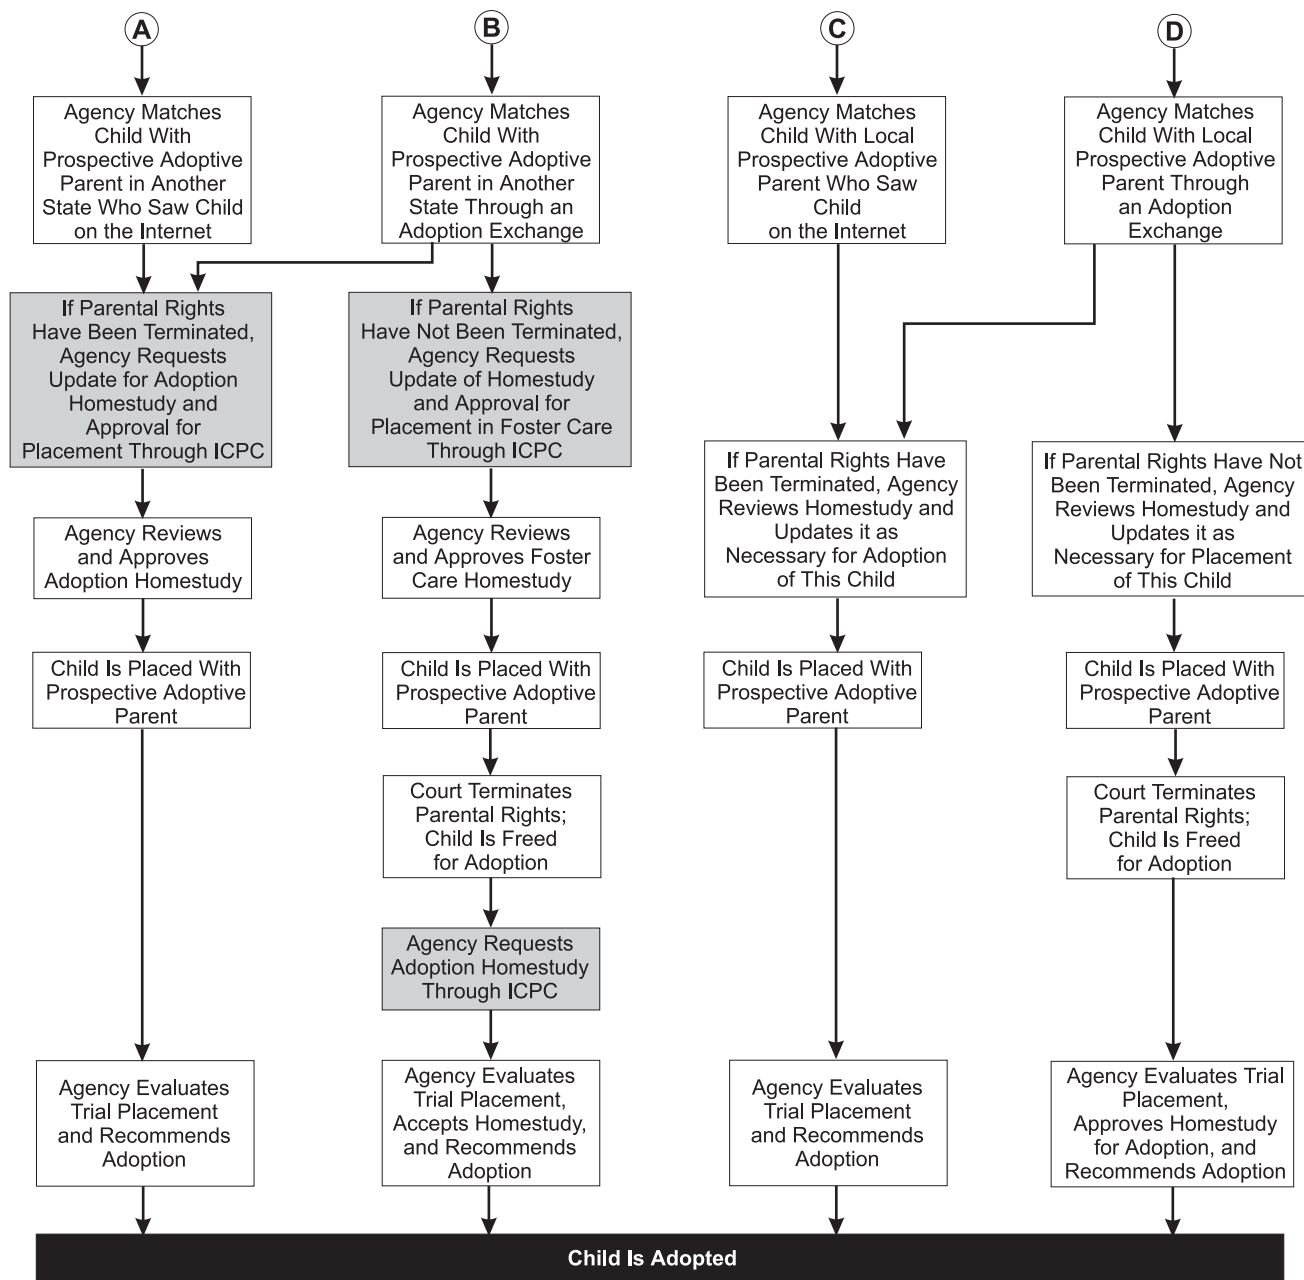 A
Agency Matches
Child With
Prospective Adoptive
Parent in Another
State Who Saw Child
on the Internet
If Parental Rights
Have Been Terminated,
Agency Requests
Update for Adoption
Homestudy and
Approval for
Placement Through ICPC
Agency Reviews
and Approves
Adoption Homestudy
Child Is Placed With
Prospective Adoptive
Parent
Agency Evaluates
Trial Placement
and Recommends
Adoption
B
Agency Matches
Child With
Prospective Adoptive
Parent in Another
State Through an
Adoption Exchange
If Parental Rights
Have Not Been Terminated,
Agency Requests
Update of Homestudy
and Approval for
Placement in Foster Care
Through ICPC
Agency Reviews
and Approves Foster
Care Homestudy
Child Is Placed With
Prospective Adoptive
Parent
Court Terminates
Parental Rights;
Child Is Freed
for Adoption
Agency Requests
Adoption Homestudy
Through ICPC
Agency Evaluates
Trial Placement,
Accepts Homestudy,
and Recommends
Adoption
C
Agency Matches
Child With Local
Prospective Adoptive
Parent Who Saw
Child
on the Internet
If Parental Rights Have
Been Terminated, Agency
Reviews Homestudy and
Updates it as
Necessary for Adoption
of This Child
Child Is Placed With
Prospective Adoptive
Parent
Agency Evaluates
Trial Placement
and Recommends
Adoption
D
Agency Matches
Child With Local
Prospective Adoptive
Parent Through
an Adoption
Exchange
If Parental Rights Have Not
Been Terminated, Agency
Reviews Homestudy and
Updates it as
Necessary for Placement
of This Child
Child Is Placed With
Prospective Adoptive
Parent
Court Terminates
Parental Rights;
Child Is Freed
for Adoption
Agency Evaluates Trial
Placement,
Approves Homestudy
for Adoption, and
Recommends Adoption
Child Is Adopted